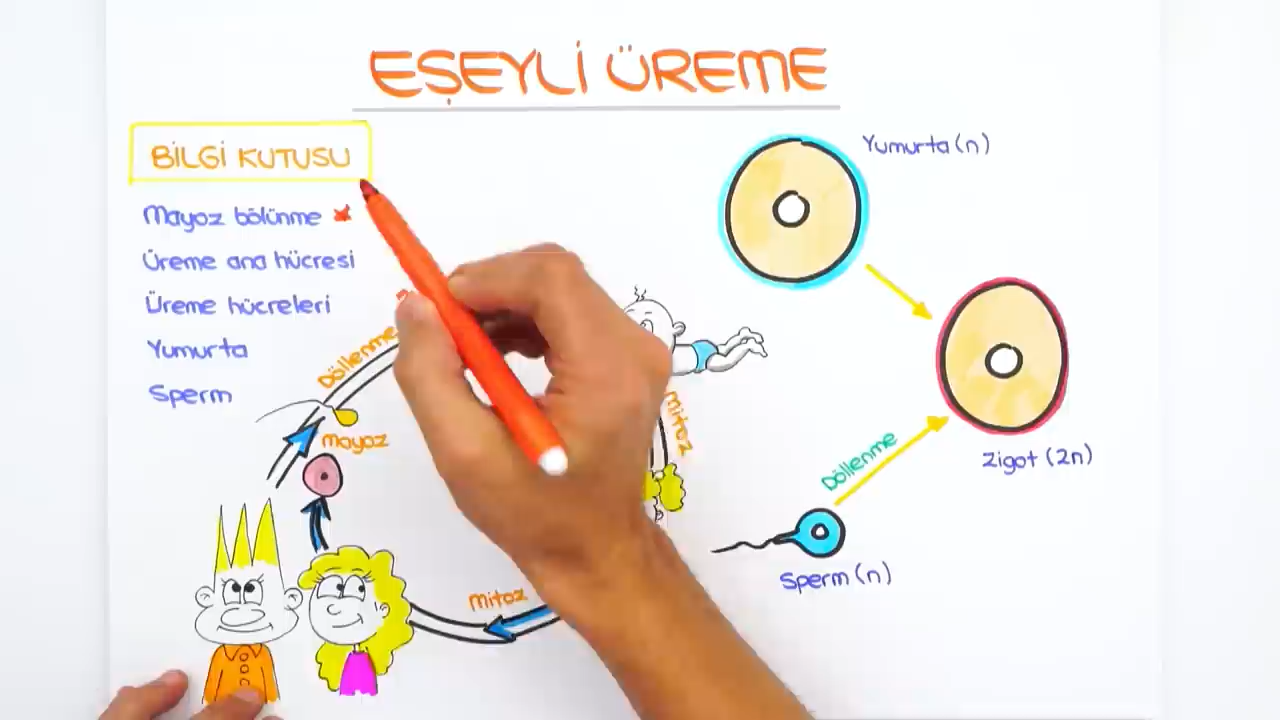 EŞEYLİ ÜREME
BİLGİ KUTUSU
Mayoz bölünme
Üreme ana hücresi
Üreme hücreleri
Yumurta
Sperm
Yumurta (n)
Döllenme
Mayoz
Mitoz
Mitoz
Döllenme
Zigot (2n)
Sperm (n)